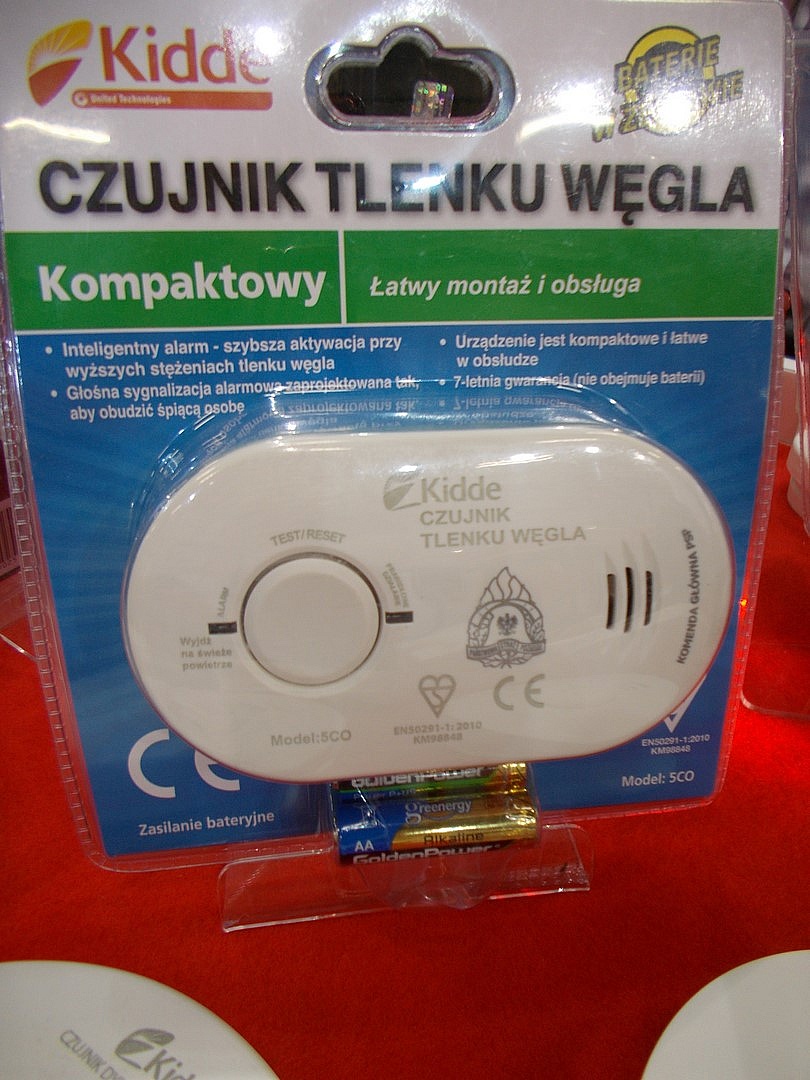 Kidde
United Technologies
BATERIE
W ZESTAWIE
CZUJNIK TLENKU WĘGLA
Kompaktowy
Łatwy montaż i obsługa
• Inteligentny alarm - szybsza aktywacja przy
wyższych stężeniach tlenku węgla
• Głośna sygnalizacja alarmowa zaprojektowana tak,
aby obudzić śpiącą osobę
• Urządzenie jest kompaktowe i łatwe
w obsłudze
• 7-letnia gwarancja (nie obejmuje baterii)
Kidde
CZUJNIK
TLENKU WĘGLA
TEST/RESET
ALARM
Wyjdź
na świeże
powietrze
KOMENDA GŁÓWNA PSP
CE
Model:5CO
EN50291-1:2010
KM98848
CE
Zasilanie bateryjne
EN50291-1:2010
KM98848
Model: 5CO
GoldenPower
greenergy
AA
Alkaline
GoldenPower
Kidde
CZUJNIK